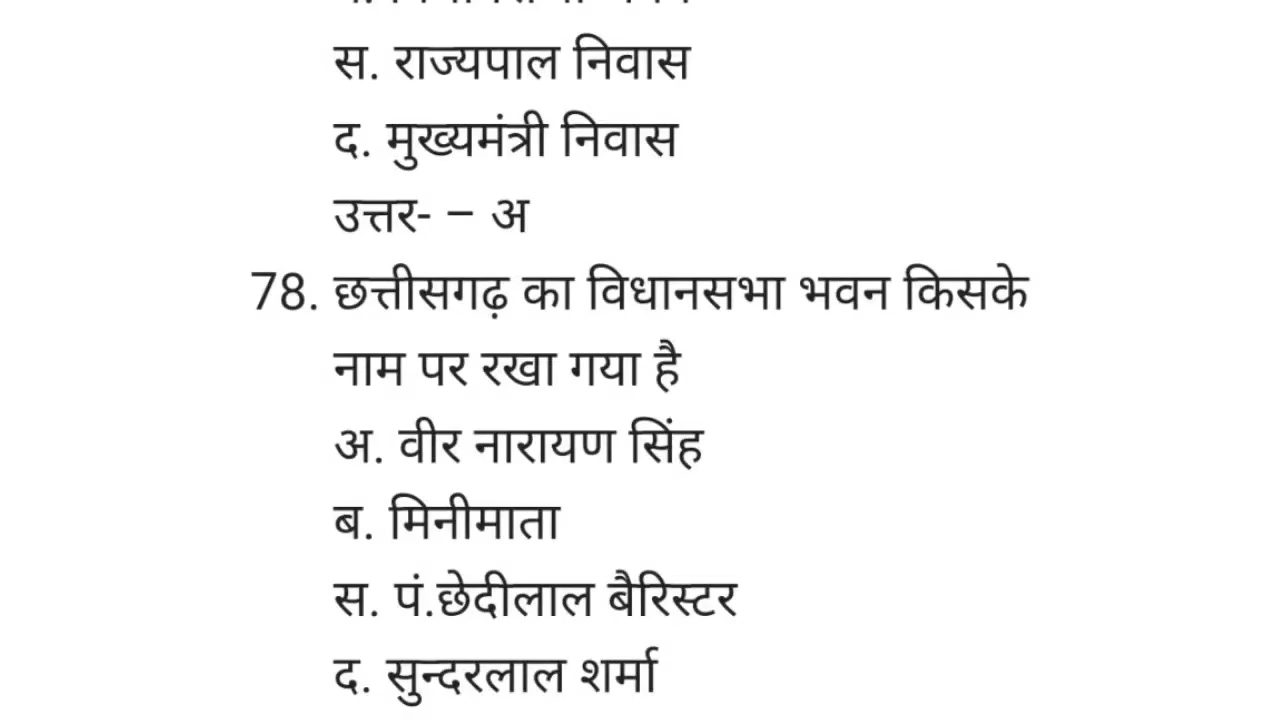 स. राज्यपाल निवास
द. मुख्यमंत्री निवास
उत्तर- – अ
78. छत्तीसगढ़ का विधानसभा भवन किसके
नाम पर रखा गया है
अ. वीर नारायण सिंह
ब. मिनीमाता
स. पं.छेदीलाल बैरिस्टर
द. सुन्दरलाल शर्मा